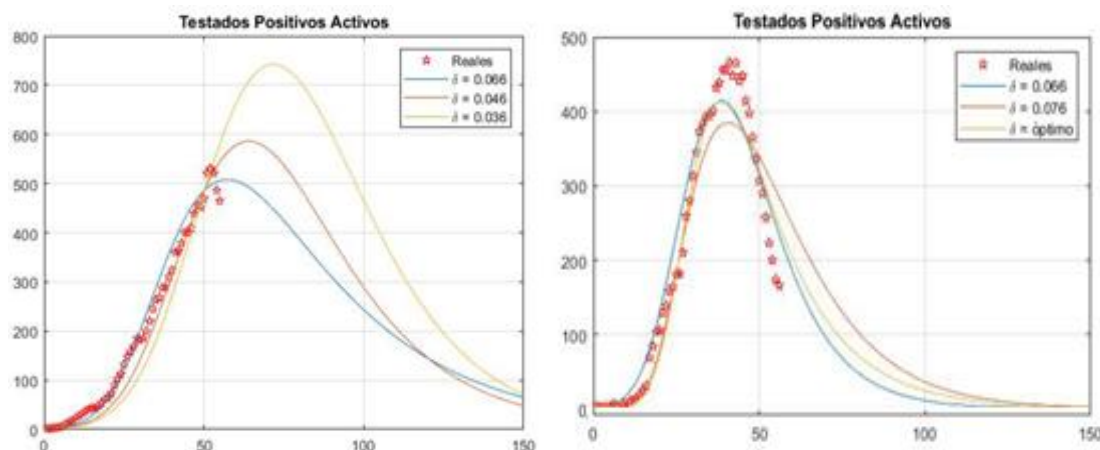 Testados Positivos Activos
800
700
600
500
400
300
200
100
0
0
50
100
150
Reales
δ = 0.066
δ = 0.046
δ = 0.036
Testados Positivos Activos
500
400
300
200
100
0
0
50
100
150
Reales
δ = 0.066
δ = 0.076
δ = óptimo